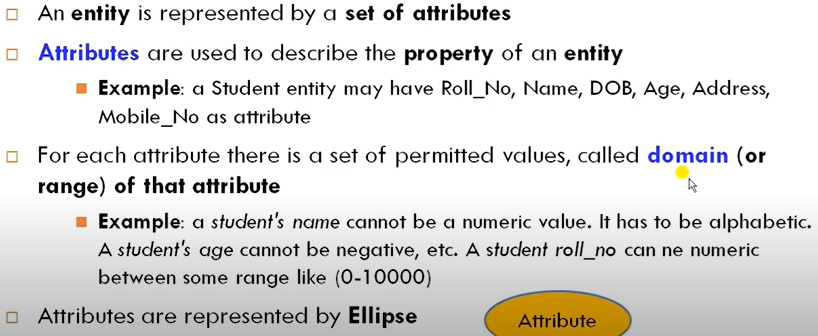 An entity is represented by a set of attributes
Attributes are used to describe the property of an entity
Example: a Student entity may have Roll_No, Name, DOB, Age, Address,
Mobile_No as attribute
For each attribute there is a set of permitted values, called domain (or
range) of that attribute
Example: a student's name cannot be a numeric value. It has to be alphabetic.
A student's age cannot be negative, etc. A student roll_no can ne numeric
between some range like (0-10000)
Attributes are represented by Ellipse
Attribute